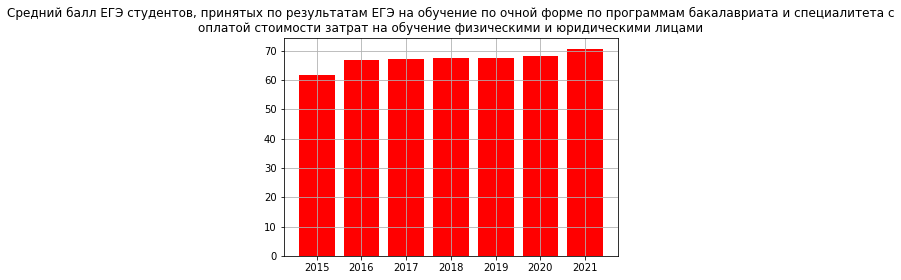 Средний балл ЕГЭ студентов, принятых по результатам ЕГЭ на обучение по очной форме по программам бакалавриата и специалитета с
оплатой стоимости затрат на обучение физическими и юридическими лицами
70
60
50
40
30
20
10
0
2015 2016 2017 2018 2019 2020 2021